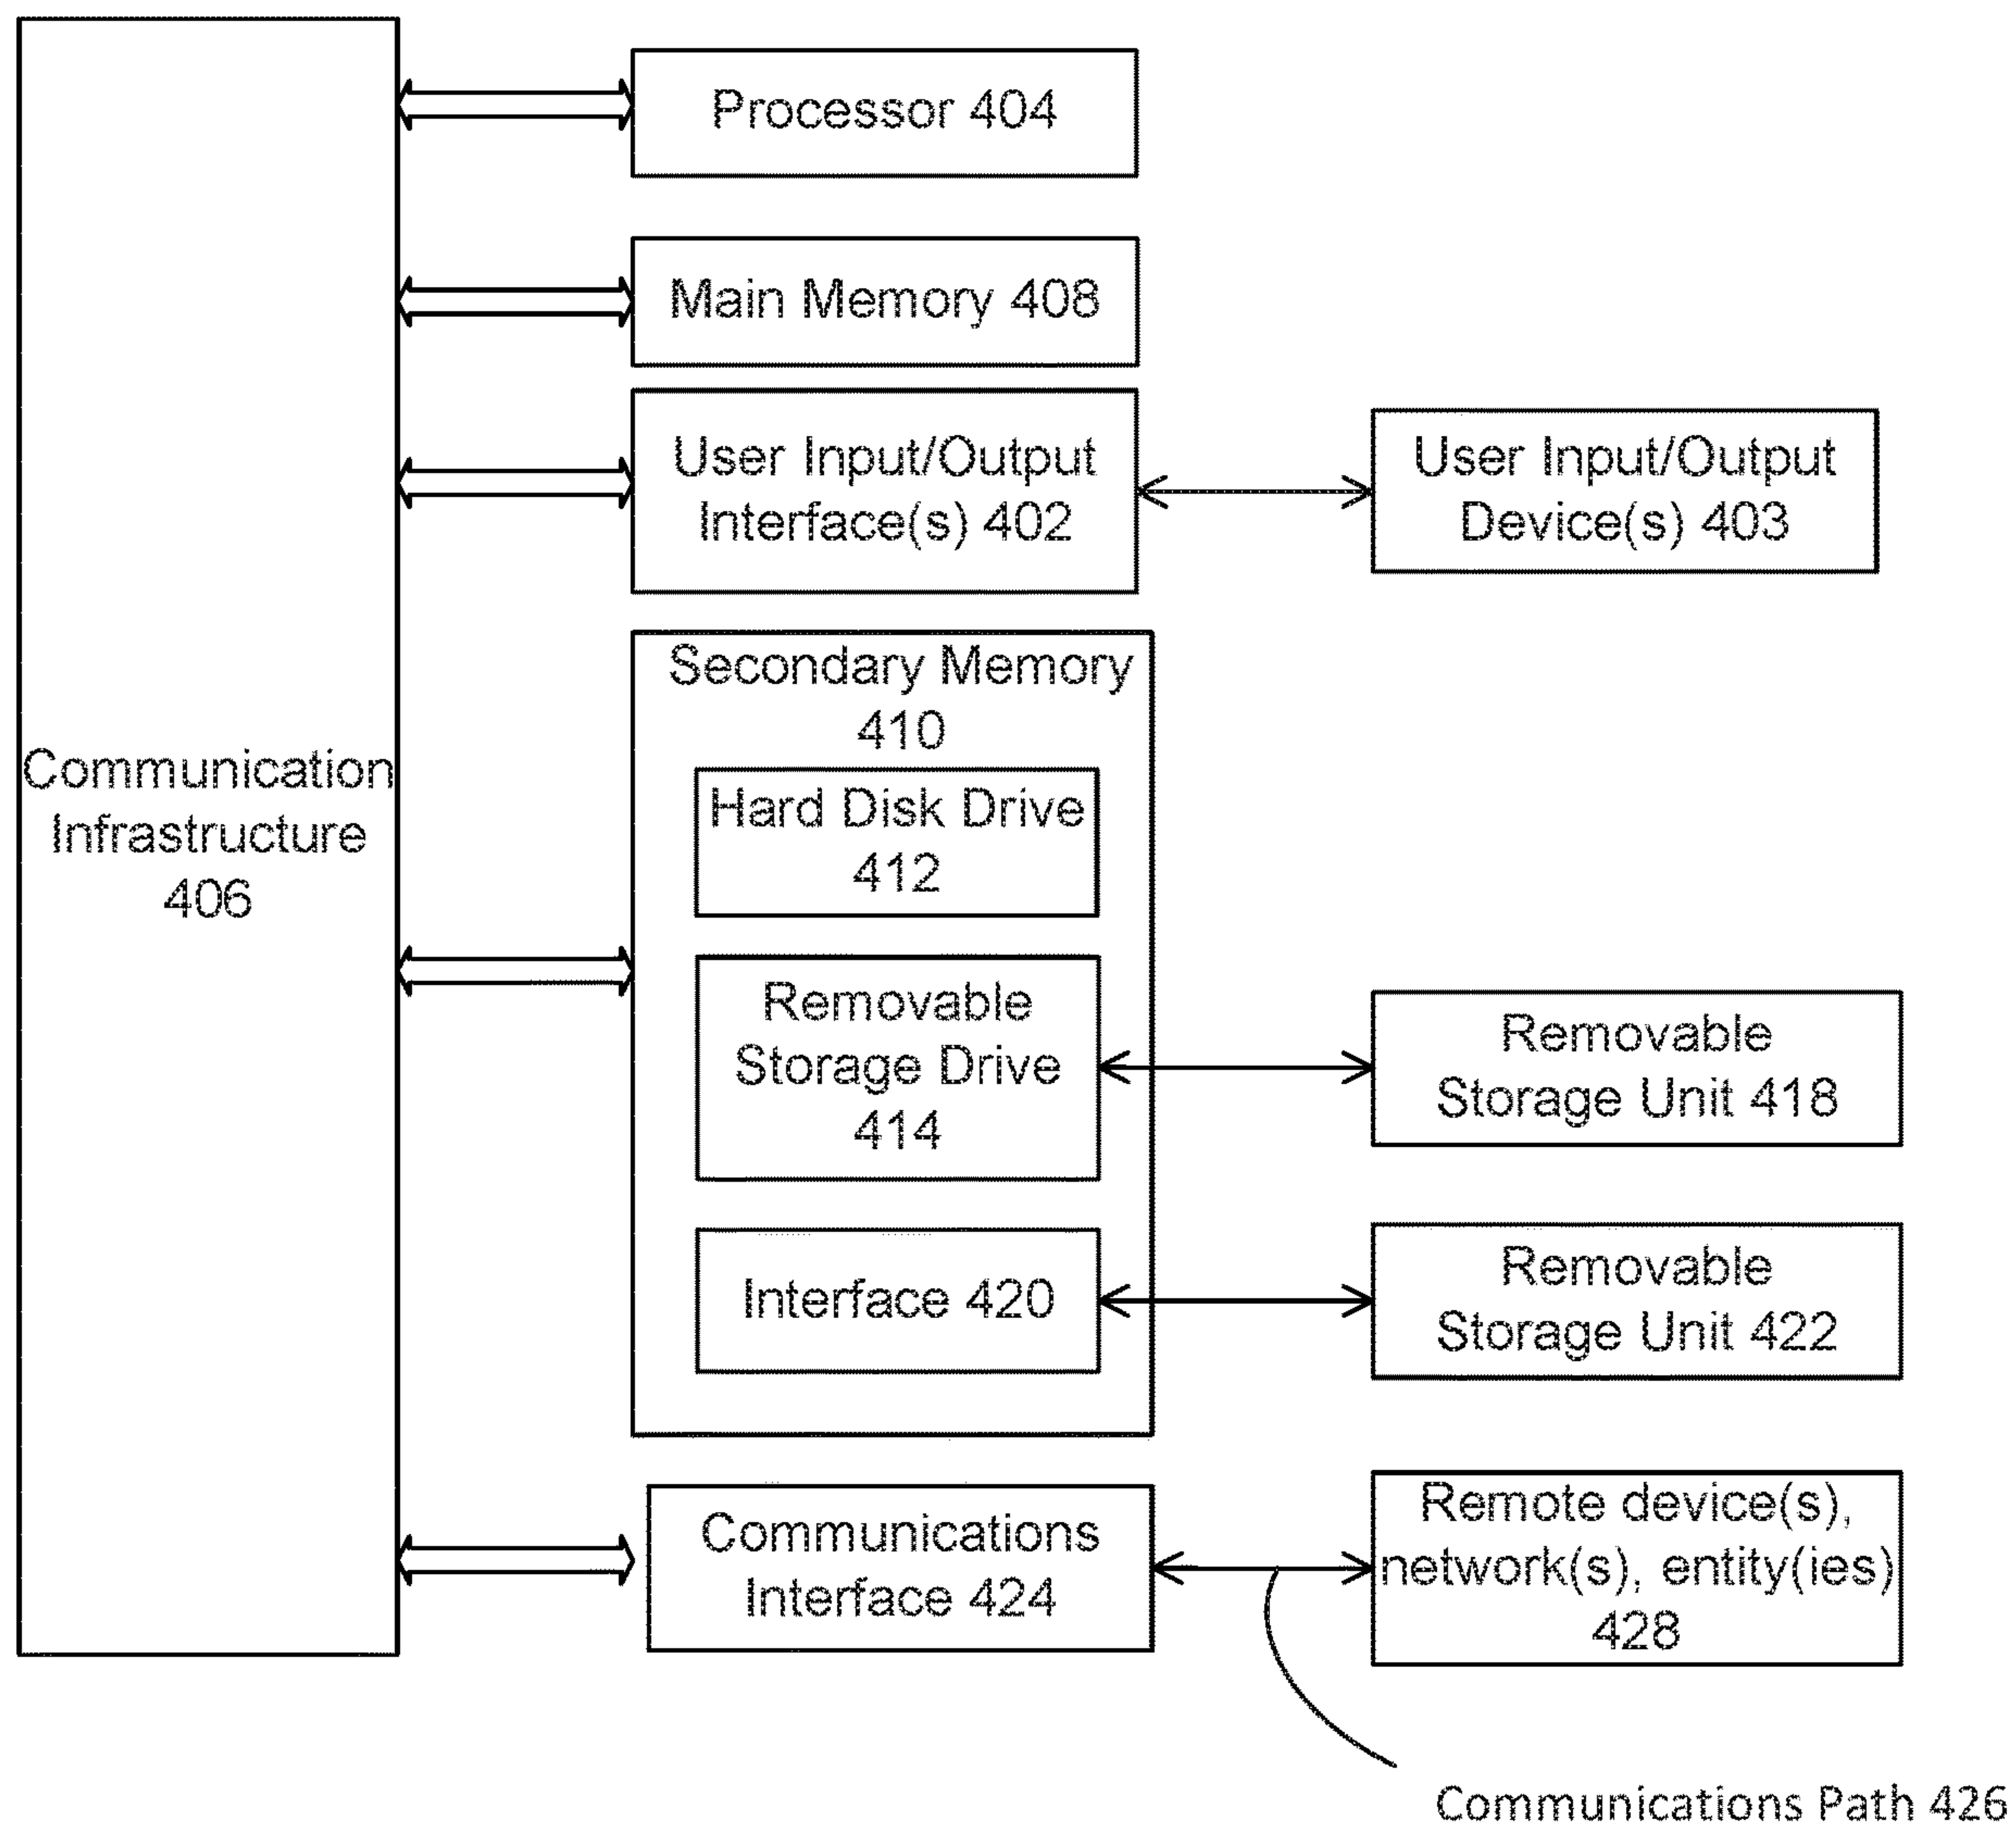 Processor 404
Main Memory 408
User Input/Output
Interface(s) 402
User Input/Output
Device(s) 403
Secondary Memory
410
Communication
Infrastructure
406
Hard Disk Drive
412
Removable
Storage Drive
414
Removable
Storage Unit 418
Interface 420
Removable
Storage Unit 422
Communications
Interface 424
Remote device(s),
network(s), entity(ies)
428
Communications Path 426